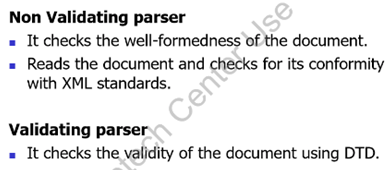 Non Validating parser
▪ It checks the well-formedness of the document.
▪ Reads the document and checks for its conformity
with XML standards.
Validating parser
▪ It checks the validity of the document using DTD.
tech Center Use